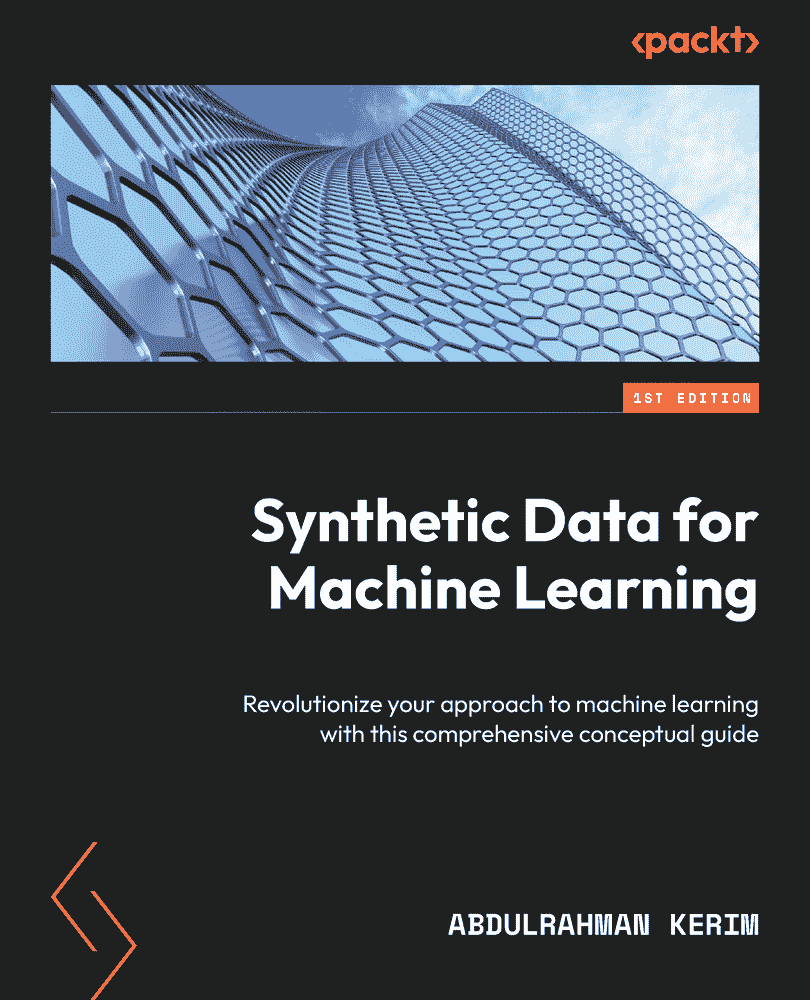 <packt>
1ST EDITION
Synthetic Data for
Machine Learning
Revolutionize your approach to machine learning
with this comprehensive conceptual guide
ABDULRAHMAN KERIM